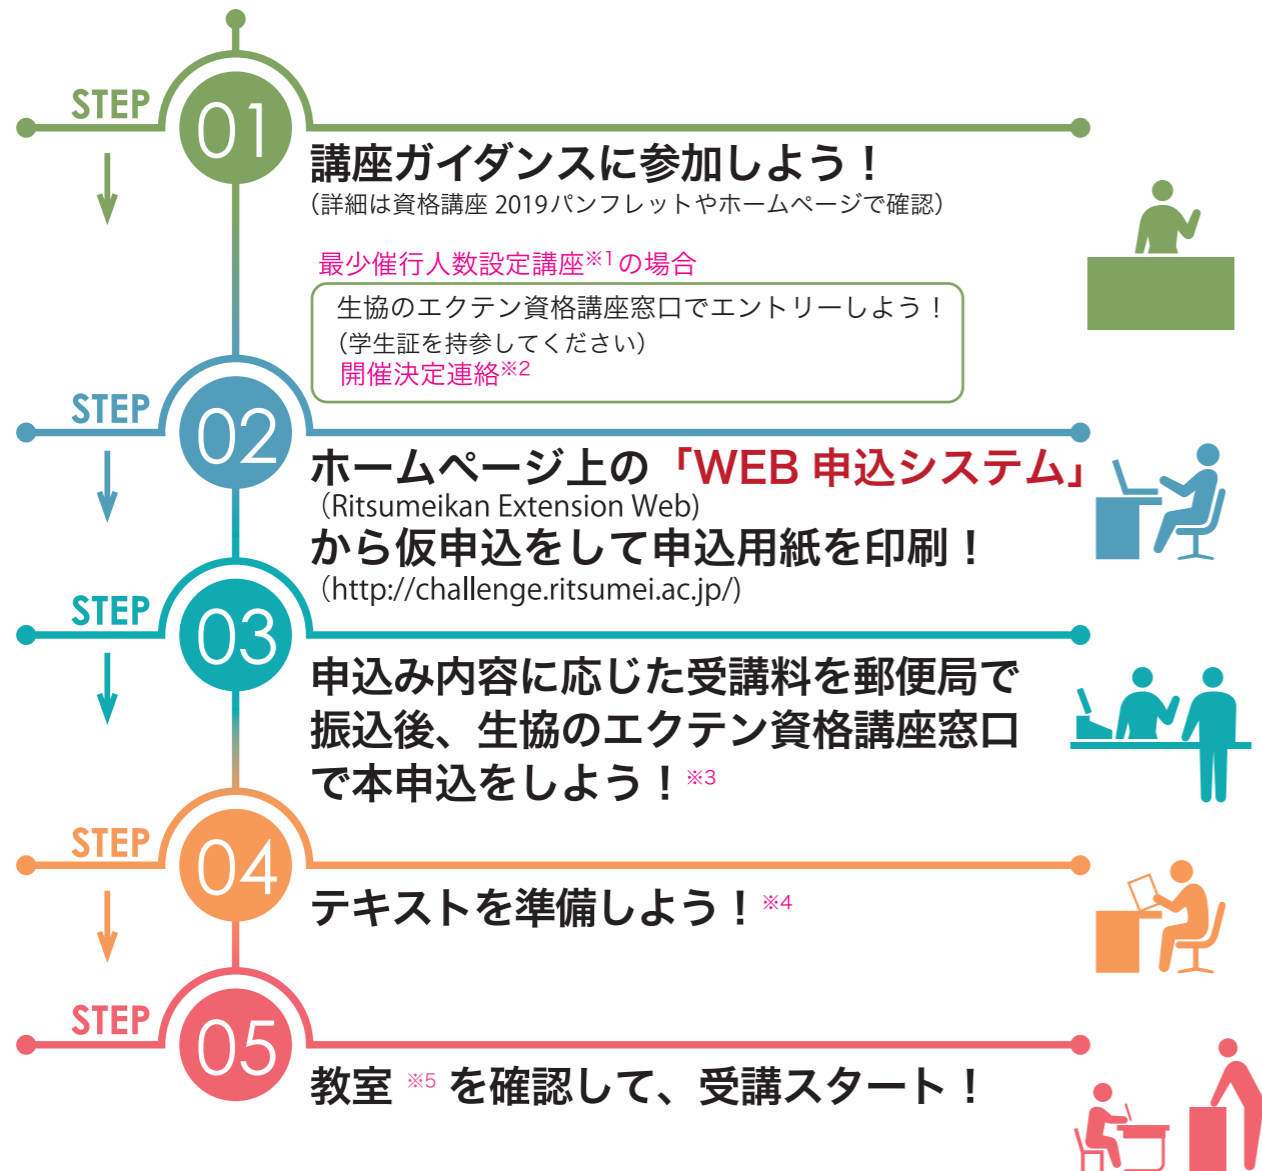 STEP 01
講座ガイダンスに参加しよう！
（詳細は資格講座 2019パンフレットやホームページで確認）
最少催行人数設定講座※1の場合
生協のエクテン資格講座窓口でエントリーしよう！
（学生証を持参してください）
開催決定連絡※2
STEP 02
ホームページ上の「WEB 申込システム」
（Ritsumeikan Extension Web)
から仮申込をして申込用紙を印刷！
（http://challenge.ritsumei.ac.jp/)
STEP 03
申込み内容に応じた受講料を郵便局で
振込後、生協のエクテン資格講座窓口
で本申込をしよう！※3
STEP 04
テキストを準備しよう！※4
STEP 05
教室 ※5 を確認して、受講スタート！